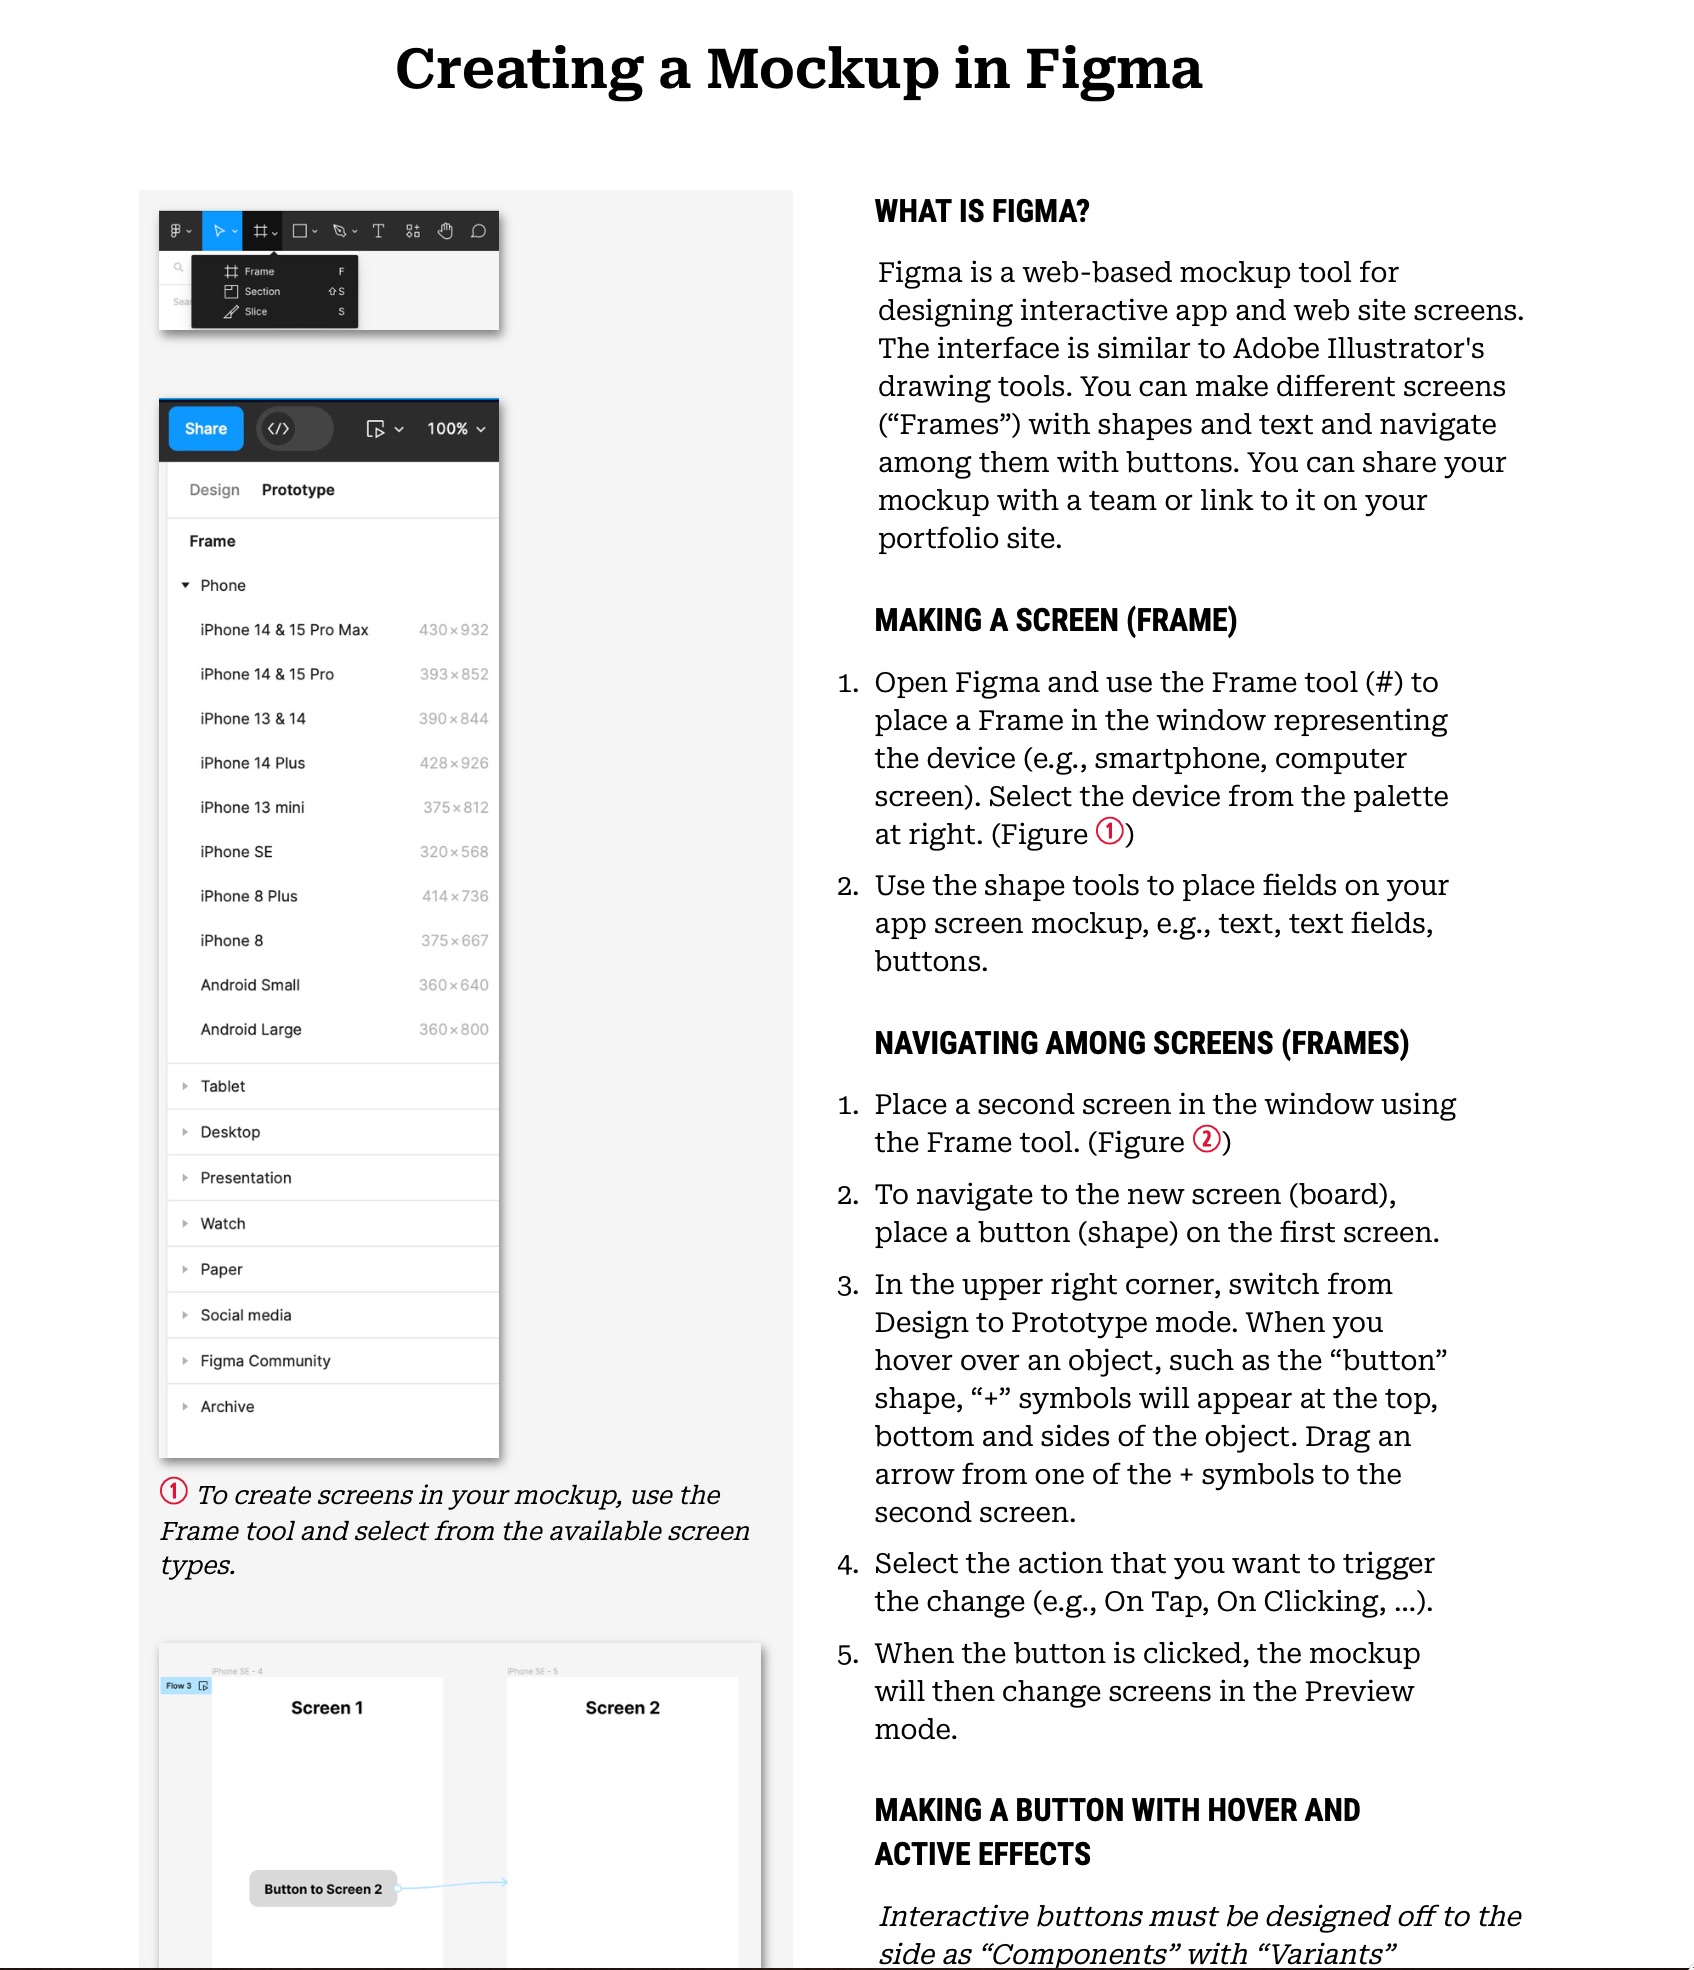 Creating a Mockup in Figma
Frame F
Section ⇧S
Slice S
Share </> 100%
Design Prototype
Frame
Phone
iPhone 14 & 15 Pro Max 430×932
iPhone 14 & 15 Pro 393×852
iPhone 13 & 14 390×844
iPhone 14 Plus 428×926
iPhone 13 mini 375×812
iPhone SE 320×568
iPhone 8 Plus 414×736
iPhone 8 375×667
Android Small 360×640
Android Large 360×800
Tablet
Desktop
Presentation
Watch
Paper
Social media
Figma Community
Archive
① To create screens in your mockup, use the
Frame tool and select from the available screen
types.
iPhone SE - 4 iPhone SE - 5
Flow 3
Screen 1 Screen 2
Button to Screen 2
WHAT IS FIGMA?
Figma is a web-based mockup tool for
designing interactive app and web site screens.
The interface is similar to Adobe Illustrator's
drawing tools. You can make different screens
(“Frames”) with shapes and text and navigate
among them with buttons. You can share your
mockup with a team or link to it on your
portfolio site.
MAKING A SCREEN (FRAME)
1. Open Figma and use the Frame tool (#) to
place a Frame in the window representing
the device (e.g., smartphone, computer
screen). Select the device from the palette
at right. (Figure ①)
2. Use the shape tools to place fields on your
app screen mockup, e.g., text, text fields,
buttons.
NAVIGATING AMONG SCREENS (FRAMES)
1. Place a second screen in the window using
the Frame tool. (Figure ②)
2. To navigate to the new screen (board),
place a button (shape) on the first screen.
3. In the upper right corner, switch from
Design to Prototype mode. When you
hover over an object, such as the “button”
shape, “+” symbols will appear at the top,
bottom and sides of the object. Drag an
arrow from one of the + symbols to the
second screen.
4. Select the action that you want to trigger
the change (e.g., On Tap, On Clicking, ...).
5. When the button is clicked, the mockup
will then change screens in the Preview
mode.
MAKING A BUTTON WITH HOVER AND
ACTIVE EFFECTS
Interactive buttons must be designed off to the
side as “Components” with “Variants”